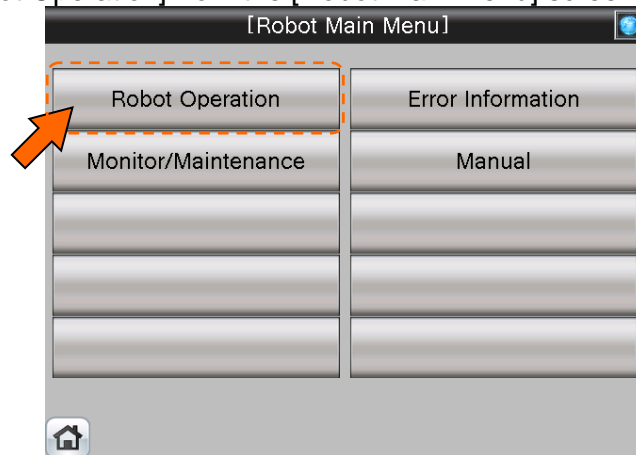 [Robot Main Menu]
Robot Operation
Error Information
Monitor/Maintenance
Manual